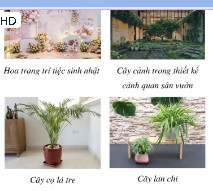 HD
Hoa trang trí tiệc sinh nhật
Cây cảnh trong thiết kế
cảnh quan sân vườn
Cây cọ lá tre
Cây lan chi